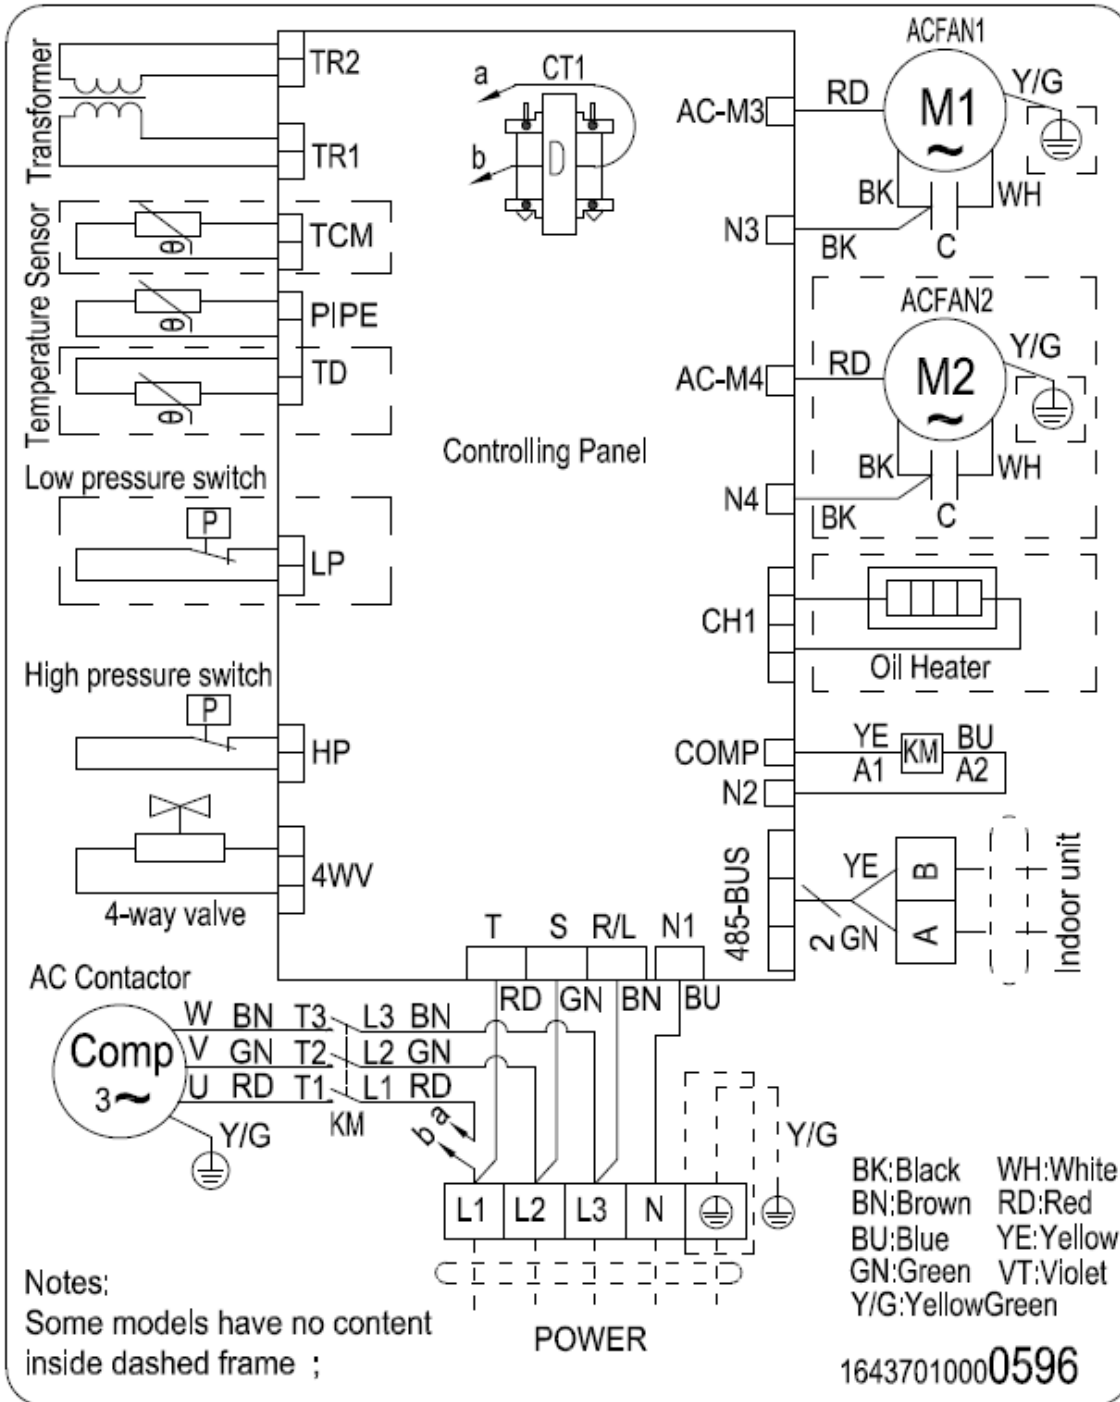 Transformer
TR2
TR1
Temperature Sensor
TCM
PIPE
TD
θ
θ
θ
Low pressure switch
P
LP
High pressure switch
P
HP
4WV
4-way valve
a
CT1
b
D
Controlling Panel
ACFAN1
AC-M3
RD
M1
~
Y/G
BK
WH
N3
BK
C
ACFAN2
AC-M4
RD
M2
~
Y/G
BK
WH
N4
BK
C
CH1
Oil Heater
COMP
YE
KM
BU
A1
A2
N2
485-BUS
YE
B
2
GN
A
Indoor unit
T
S
R/L
N1
RD
GN
BN
BU
AC Contactor
Comp
3~
W BN T3 L3 BN
V GN T2 L2 GN
U RD T1 L1 RD
KM
Y/G
a
b
Y/G
L1 L2 L3 N
POWER
BK:Black WH:White
BN:Brown RD:Red
BU:Blue YE:Yellow
GN:Green VT:Violet
Y/G:YellowGreen
Notes:
Some models have no content
inside dashed frame ;
16437010000596